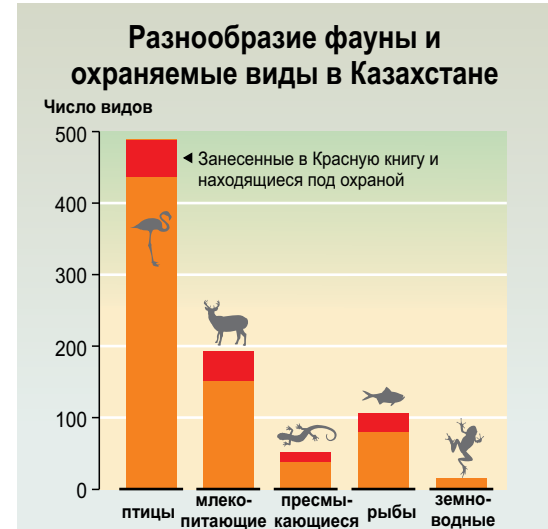 Разнообразие фауны и
охраняемые виды в Казахстане
Число видов
500
400
300
200
100
0
Занесенные в Красную книгу и
находящиеся под охраной
птицы
млеко-
питающие
пресмы-
кающиеся
рыбы
земно-
водные